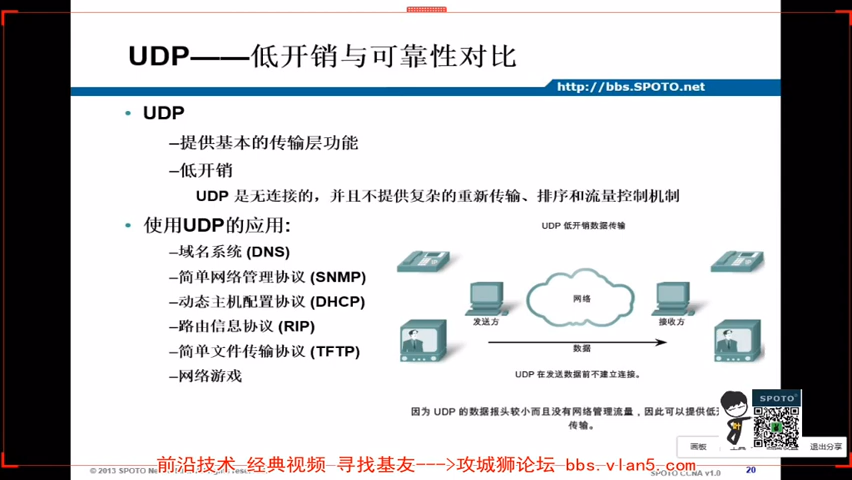 UDP——低开销与可靠性对比
http://bbs.SPOTO.net
• UDP
–提供基本的传输层功能
–低开销
UDP 是无连接的，并且不提供复杂的重新传输、排序和流量控制机制
• 使用UDP的应用:
–域名系统 (DNS)
–简单网络管理协议 (SNMP)
–动态主机配置协议 (DHCP)
–路由信息协议 (RIP)
–简单文件传输协议 (TFTP)
–网络游戏
UDP 低开销数据传输
网络
发送方
接收方
数据
UDP 在发送数据前不建立连接。
因为 UDP 的数据报头较小而且没有网络管理流量，因此可以提供低
传输。
SPOTO
画板
退出分享
前沿技术 经典视频 寻找基友--->攻城狮论坛 bbs.vlan5.com
© 2013 SPOTO
SPOTO CCNA v1.0
20